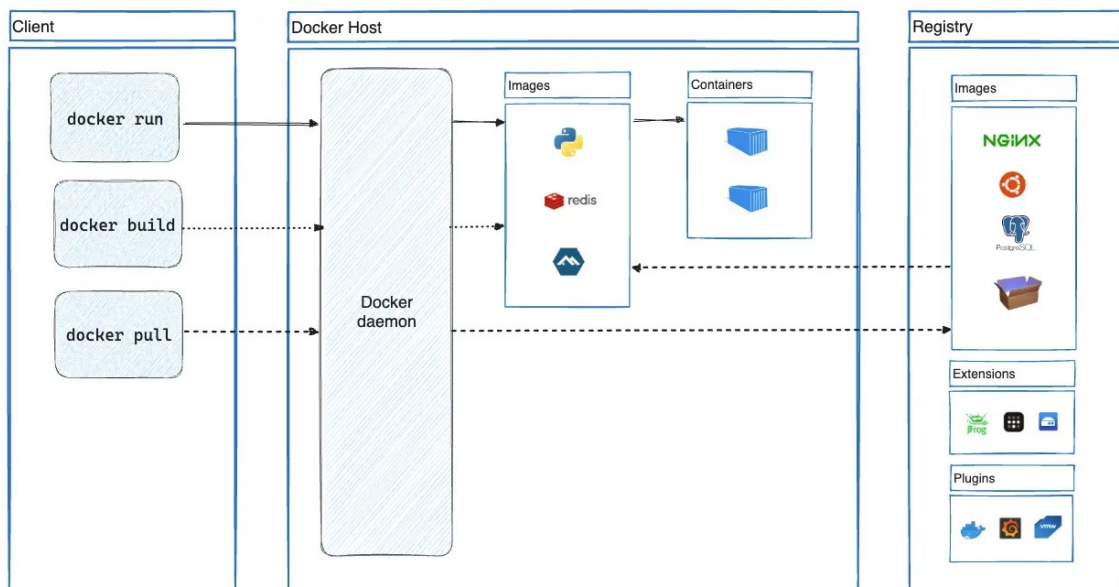 Client
docker run
docker build
docker pull
Docker Host
Docker
daemon
Images
redis
Containers
Registry
Images
NGINX
PostgreSQL
Extensions
JFrog
Plugins
vmw